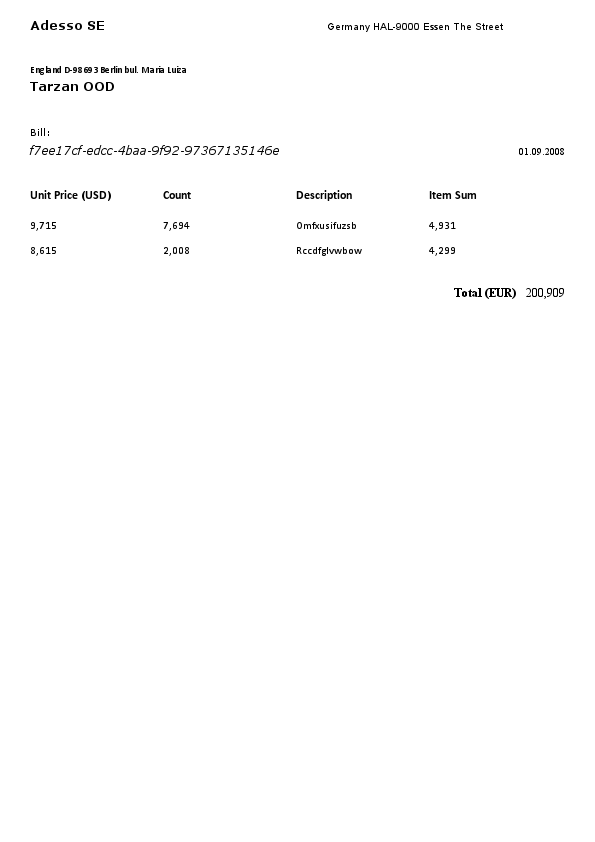 Adesso SE Germany HAL-9000 Essen The Street
England D-98693 Berlin bul. Maria Luiza
Tarzan OOD
Bill:
f7ee17cf-edcc-4baa-9f92-97367135146e 01.09.2008
Unit Price (USD) Count Description Item Sum
9,715 7,694 Omfxusifuzsb 4,931
8,615 2,008 Rccdfglvwbow 4,299
Total (EUR) 200,909